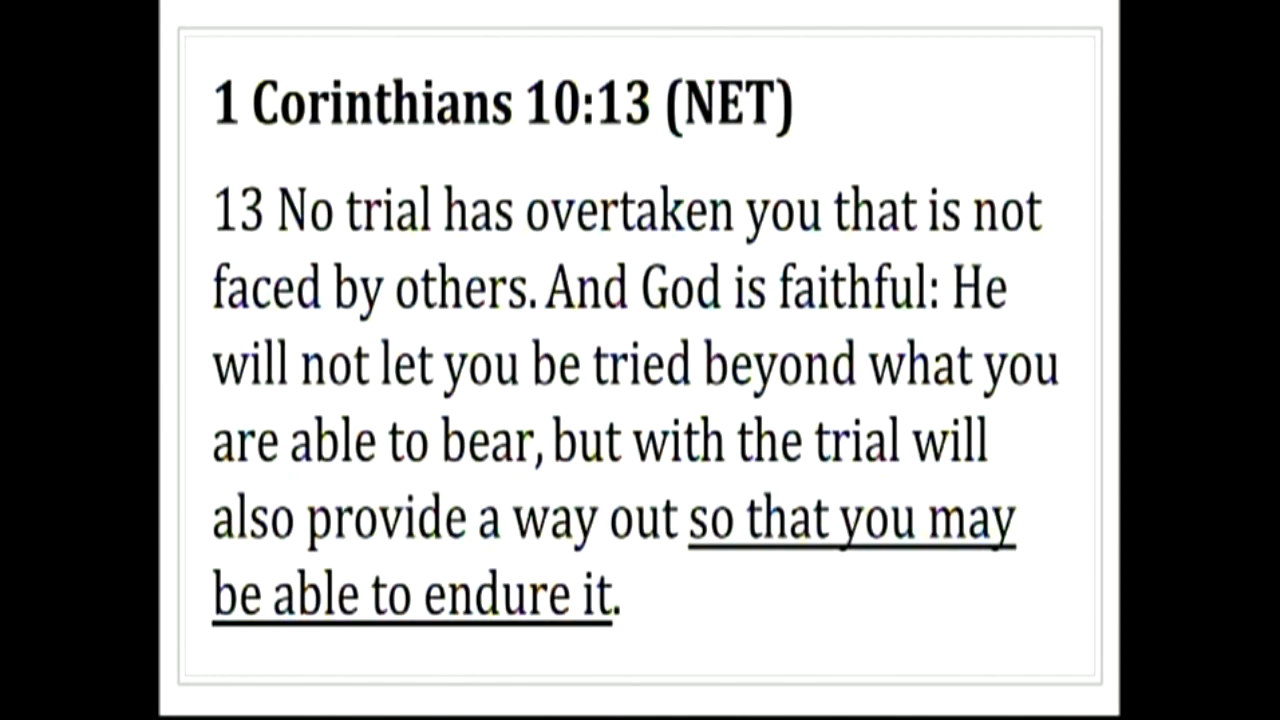 1 Corinthians 10:13 (NET)
13 No trial has overtaken you that is not
faced by others. And God is faithful: He
will not let you be tried beyond what you
are able to bear, but with the trial will
also provide a way out so that you may
be able to endure it.